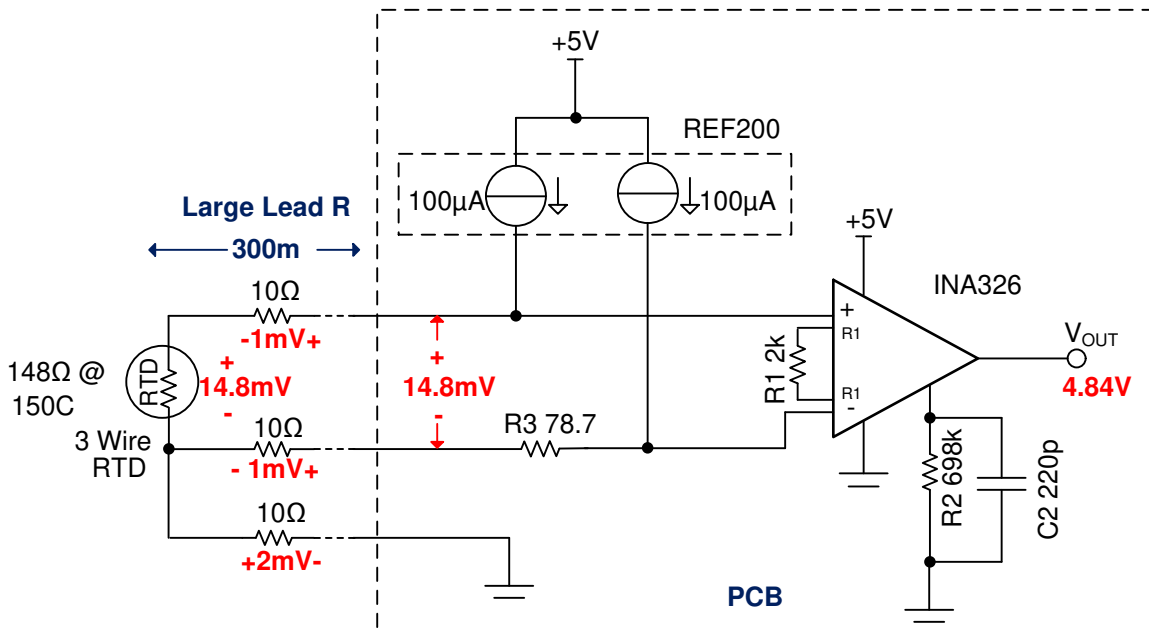 +5V
REF200
100µA
100µA
Large Lead R
300m
+5V
INA326
10Ω
-1mV+
+
R1
R1 2k
R1
-
VOUT
4.84V
148Ω @
150C
RTD
+
14.8mV
-
+
14.8mV
-
3 Wire
RTD
10Ω
- 1mV+
R3 78.7
R2 698k
C2 220p
10Ω
+2mV-
PCB